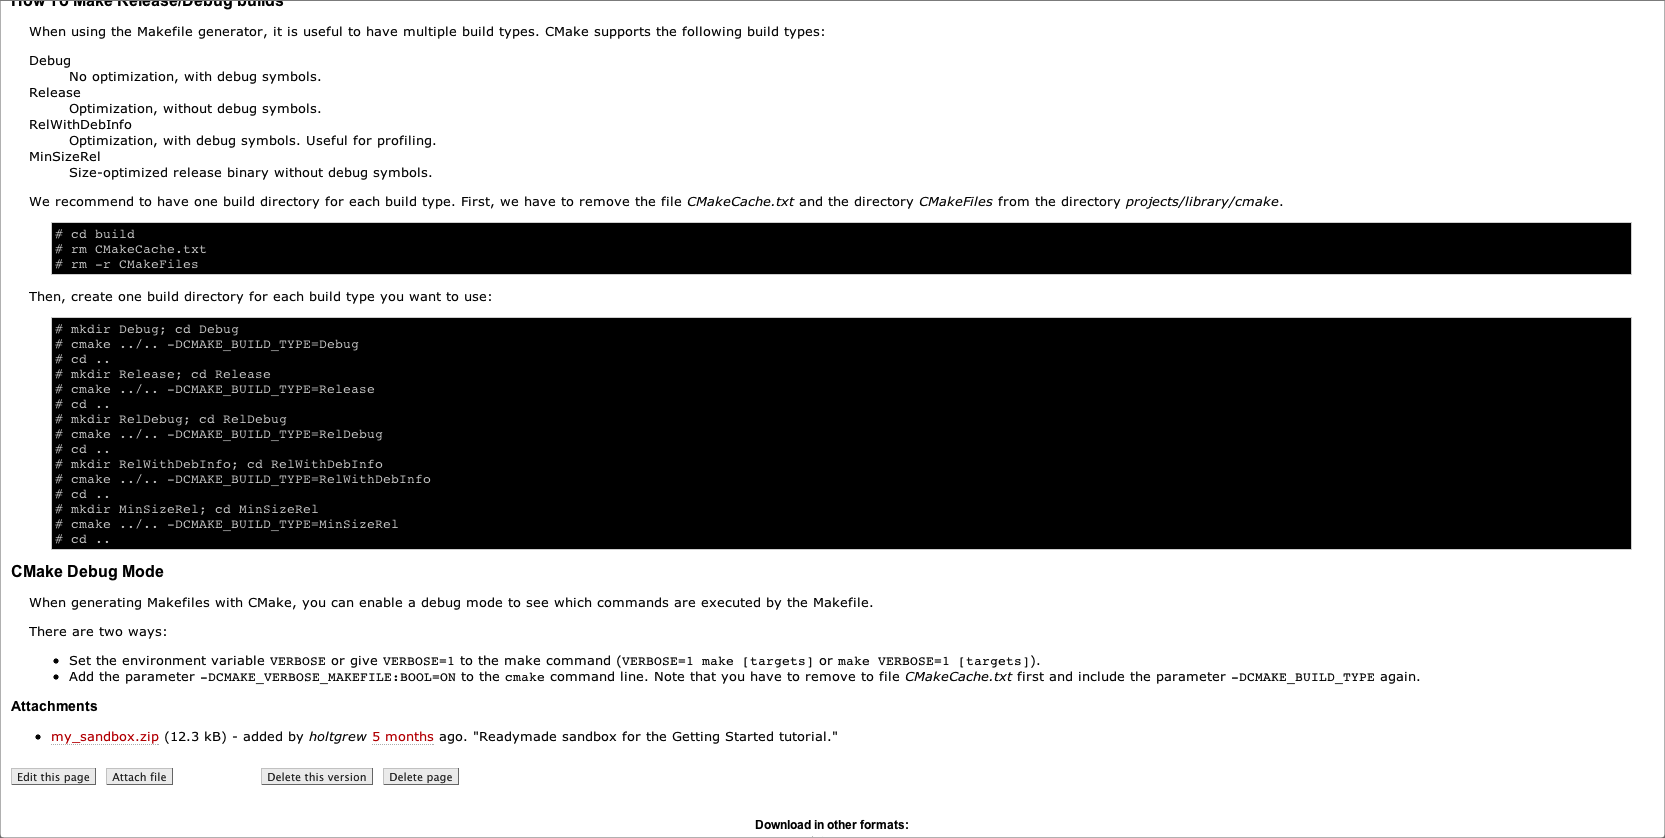 How To Make Release/Debug builds
When using the Makefile generator, it is useful to have multiple build types. CMake supports the following build types:
Debug
No optimization, with debug symbols.
Release
Optimization, without debug symbols.
RelWithDebInfo
Optimization, with debug symbols. Useful for profiling.
MinSizeRel
Size-optimized release binary without debug symbols.
We recommend to have one build directory for each build type. First, we have to remove the file CMakeCache.txt and the directory CMakeFiles from the directory projects/library/cmake.
# cd build
# rm CMakeCache.txt
# rm -r CMakeFiles
Then, create one build directory for each build type you want to use:
# mkdir Debug; cd Debug
# cmake ../.. -DCMAKE_BUILD_TYPE=Debug
# cd ..
# mkdir Release; cd Release
# cmake ../.. -DCMAKE_BUILD_TYPE=Release
# cd ..
# mkdir RelDebug; cd RelDebug
# cmake ../.. -DCMAKE_BUILD_TYPE=RelDebug
# cd ..
# mkdir RelWithDebInfo; cd RelWithDebInfo
# cmake ../.. -DCMAKE_BUILD_TYPE=RelWithDebInfo
# cd ..
# mkdir MinSizeRel; cd MinSizeRel
# cmake ../.. -DCMAKE_BUILD_TYPE=MinSizeRel
# cd ..
CMake Debug Mode
When generating Makefiles with CMake, you can enable a debug mode to see which commands are executed by the Makefile.
There are two ways:
• Set the environment variable VERBOSE or give VERBOSE=1 to the make command (VERBOSE=1 make [targets] or make VERBOSE=1 [targets]).
• Add the parameter -DCMAKE_VERBOSE_MAKEFILE:BOOL=ON to the cmake command line. Note that you have to remove to file CMakeCache.txt first and include the parameter -DCMAKE_BUILD_TYPE again.
Attachments
• my_sandbox.zip (12.3 kB) - added by holtgrew 5 months ago. "Readymade sandbox for the Getting Started tutorial."
Edit this page Attach file Delete this version Delete page
Download in other formats: